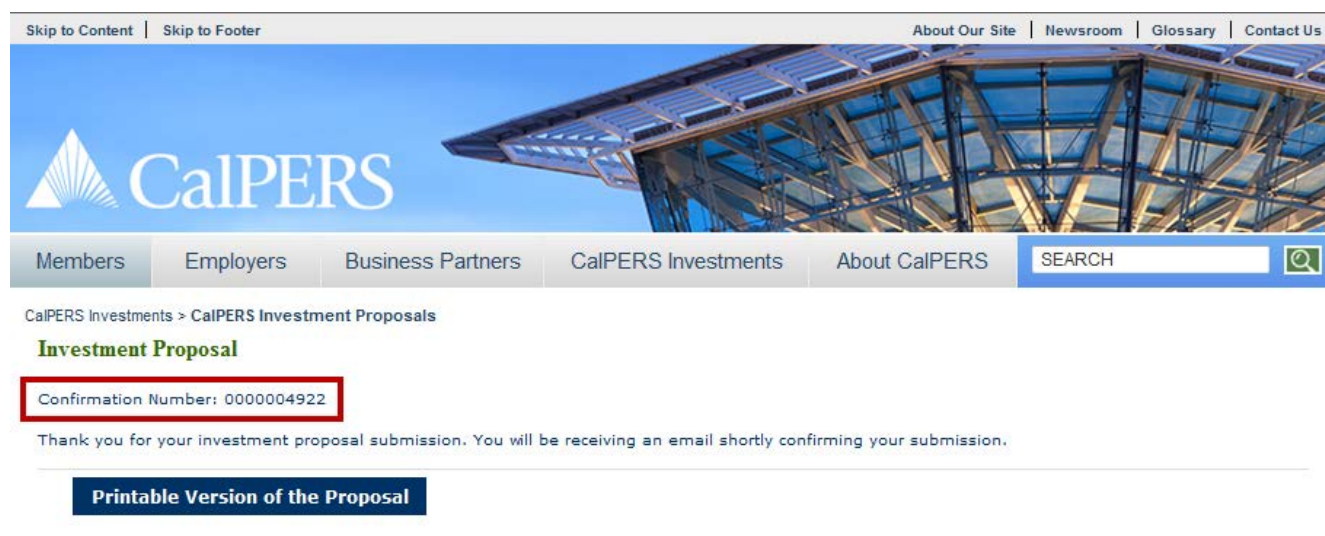 Skip to Content | Skip to Footer
About Our Site | Newsroom | Glossary | Contact Us
CalPERS
Members Employers Business Partners CalPERS Investments About CalPERS SEARCH
CalPERS Investments > CalPERS Investment Proposals
Investment Proposal
Confirmation Number: 0000004922
Thank you for your investment proposal submission. You will be receiving an email shortly confirming your submission.
Printable Version of the Proposal